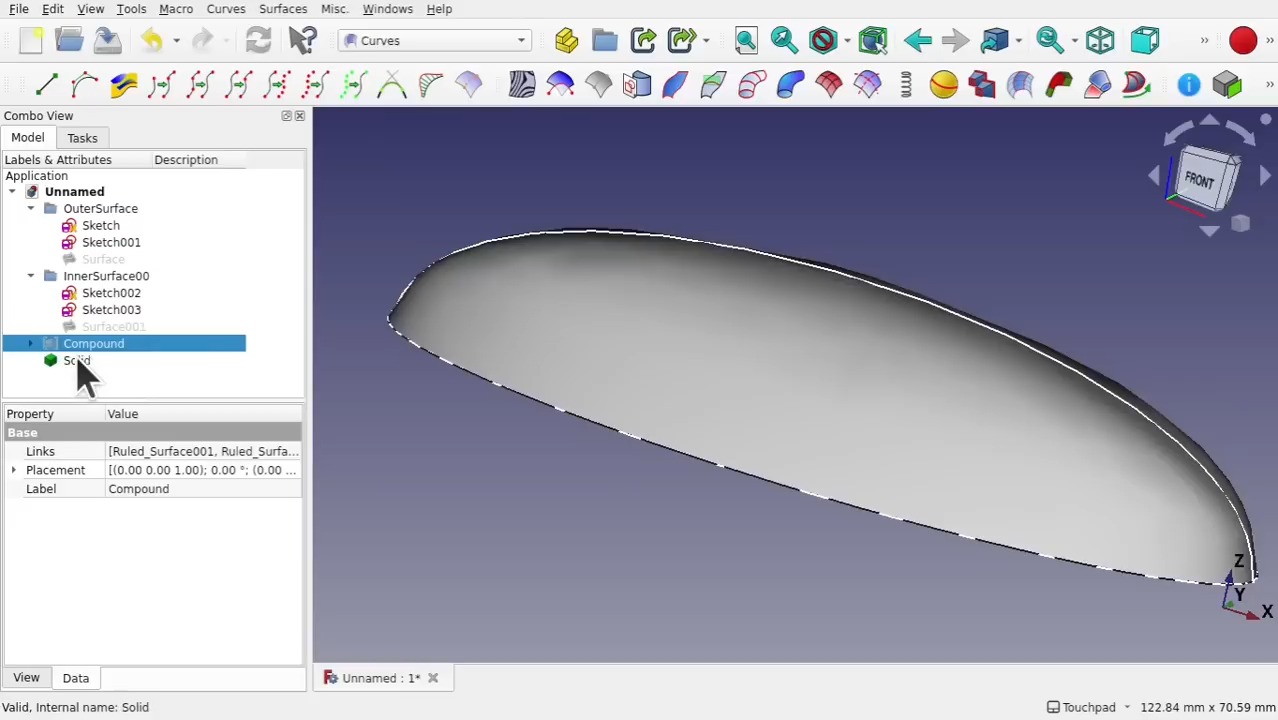 File Edit View Tools Macro Curves Surfaces Misc. Windows Help
Curves
Combo View
Model Tasks
Labels & Attributes Description
Application
Unnamed
OuterSurface
Sketch
Sketch001
Surface
InnerSurface00
Sketch002
Sketch003
Surface001
Compound
Solid
Property Value
Base
Links [Ruled_Surface001, Ruled_Surfa...
Placement [(0.00 0.00 1.00); 0.00 °; (0.00 ...
Label Compound
View Data
FRONT
Z
Y
X
Unnamed : 1*
Valid, Internal name: Solid
Touchpad 122.84 mm x 70.59 mm